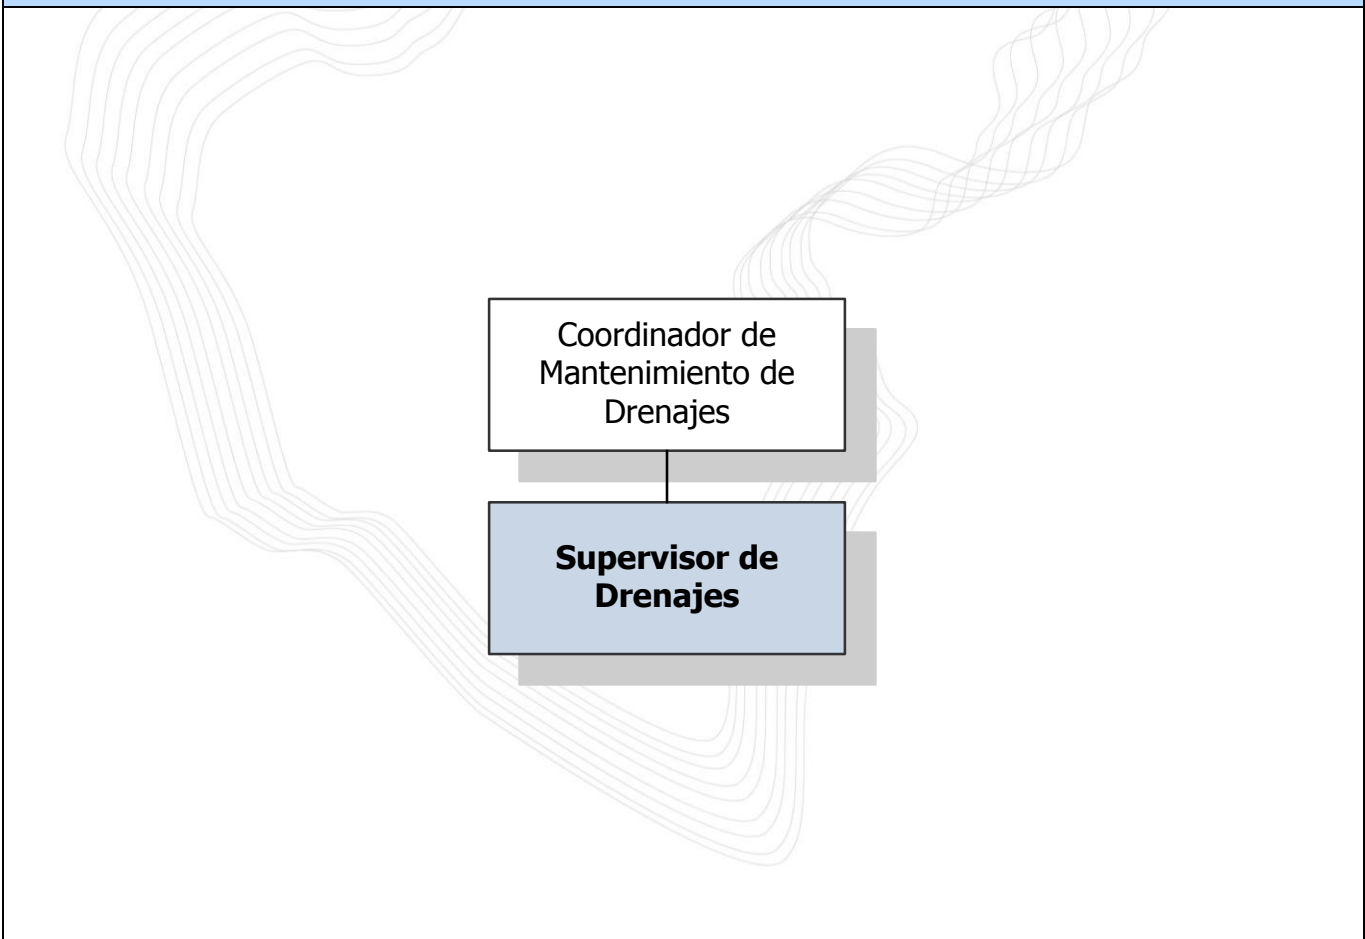 Coordinador de
Mantenimiento de
Drenajes
Supervisor de
Drenajes